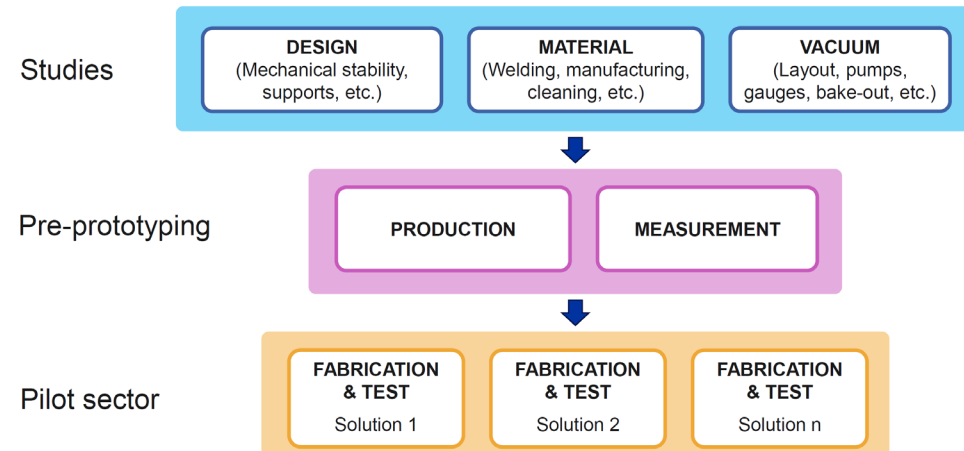 Studies
DESIGN
(Mechanical stability,
supports, etc.)
MATERIAL
(Welding, manufacturing,
cleaning, etc.)
VACUUM
(Layout, pumps,
gauges, bake-out, etc.)
Pre-prototyping
PRODUCTION
MEASUREMENT
Pilot sector
FABRICATION
& TEST
Solution 1
FABRICATION
& TEST
Solution 2
FABRICATION
& TEST
Solution n